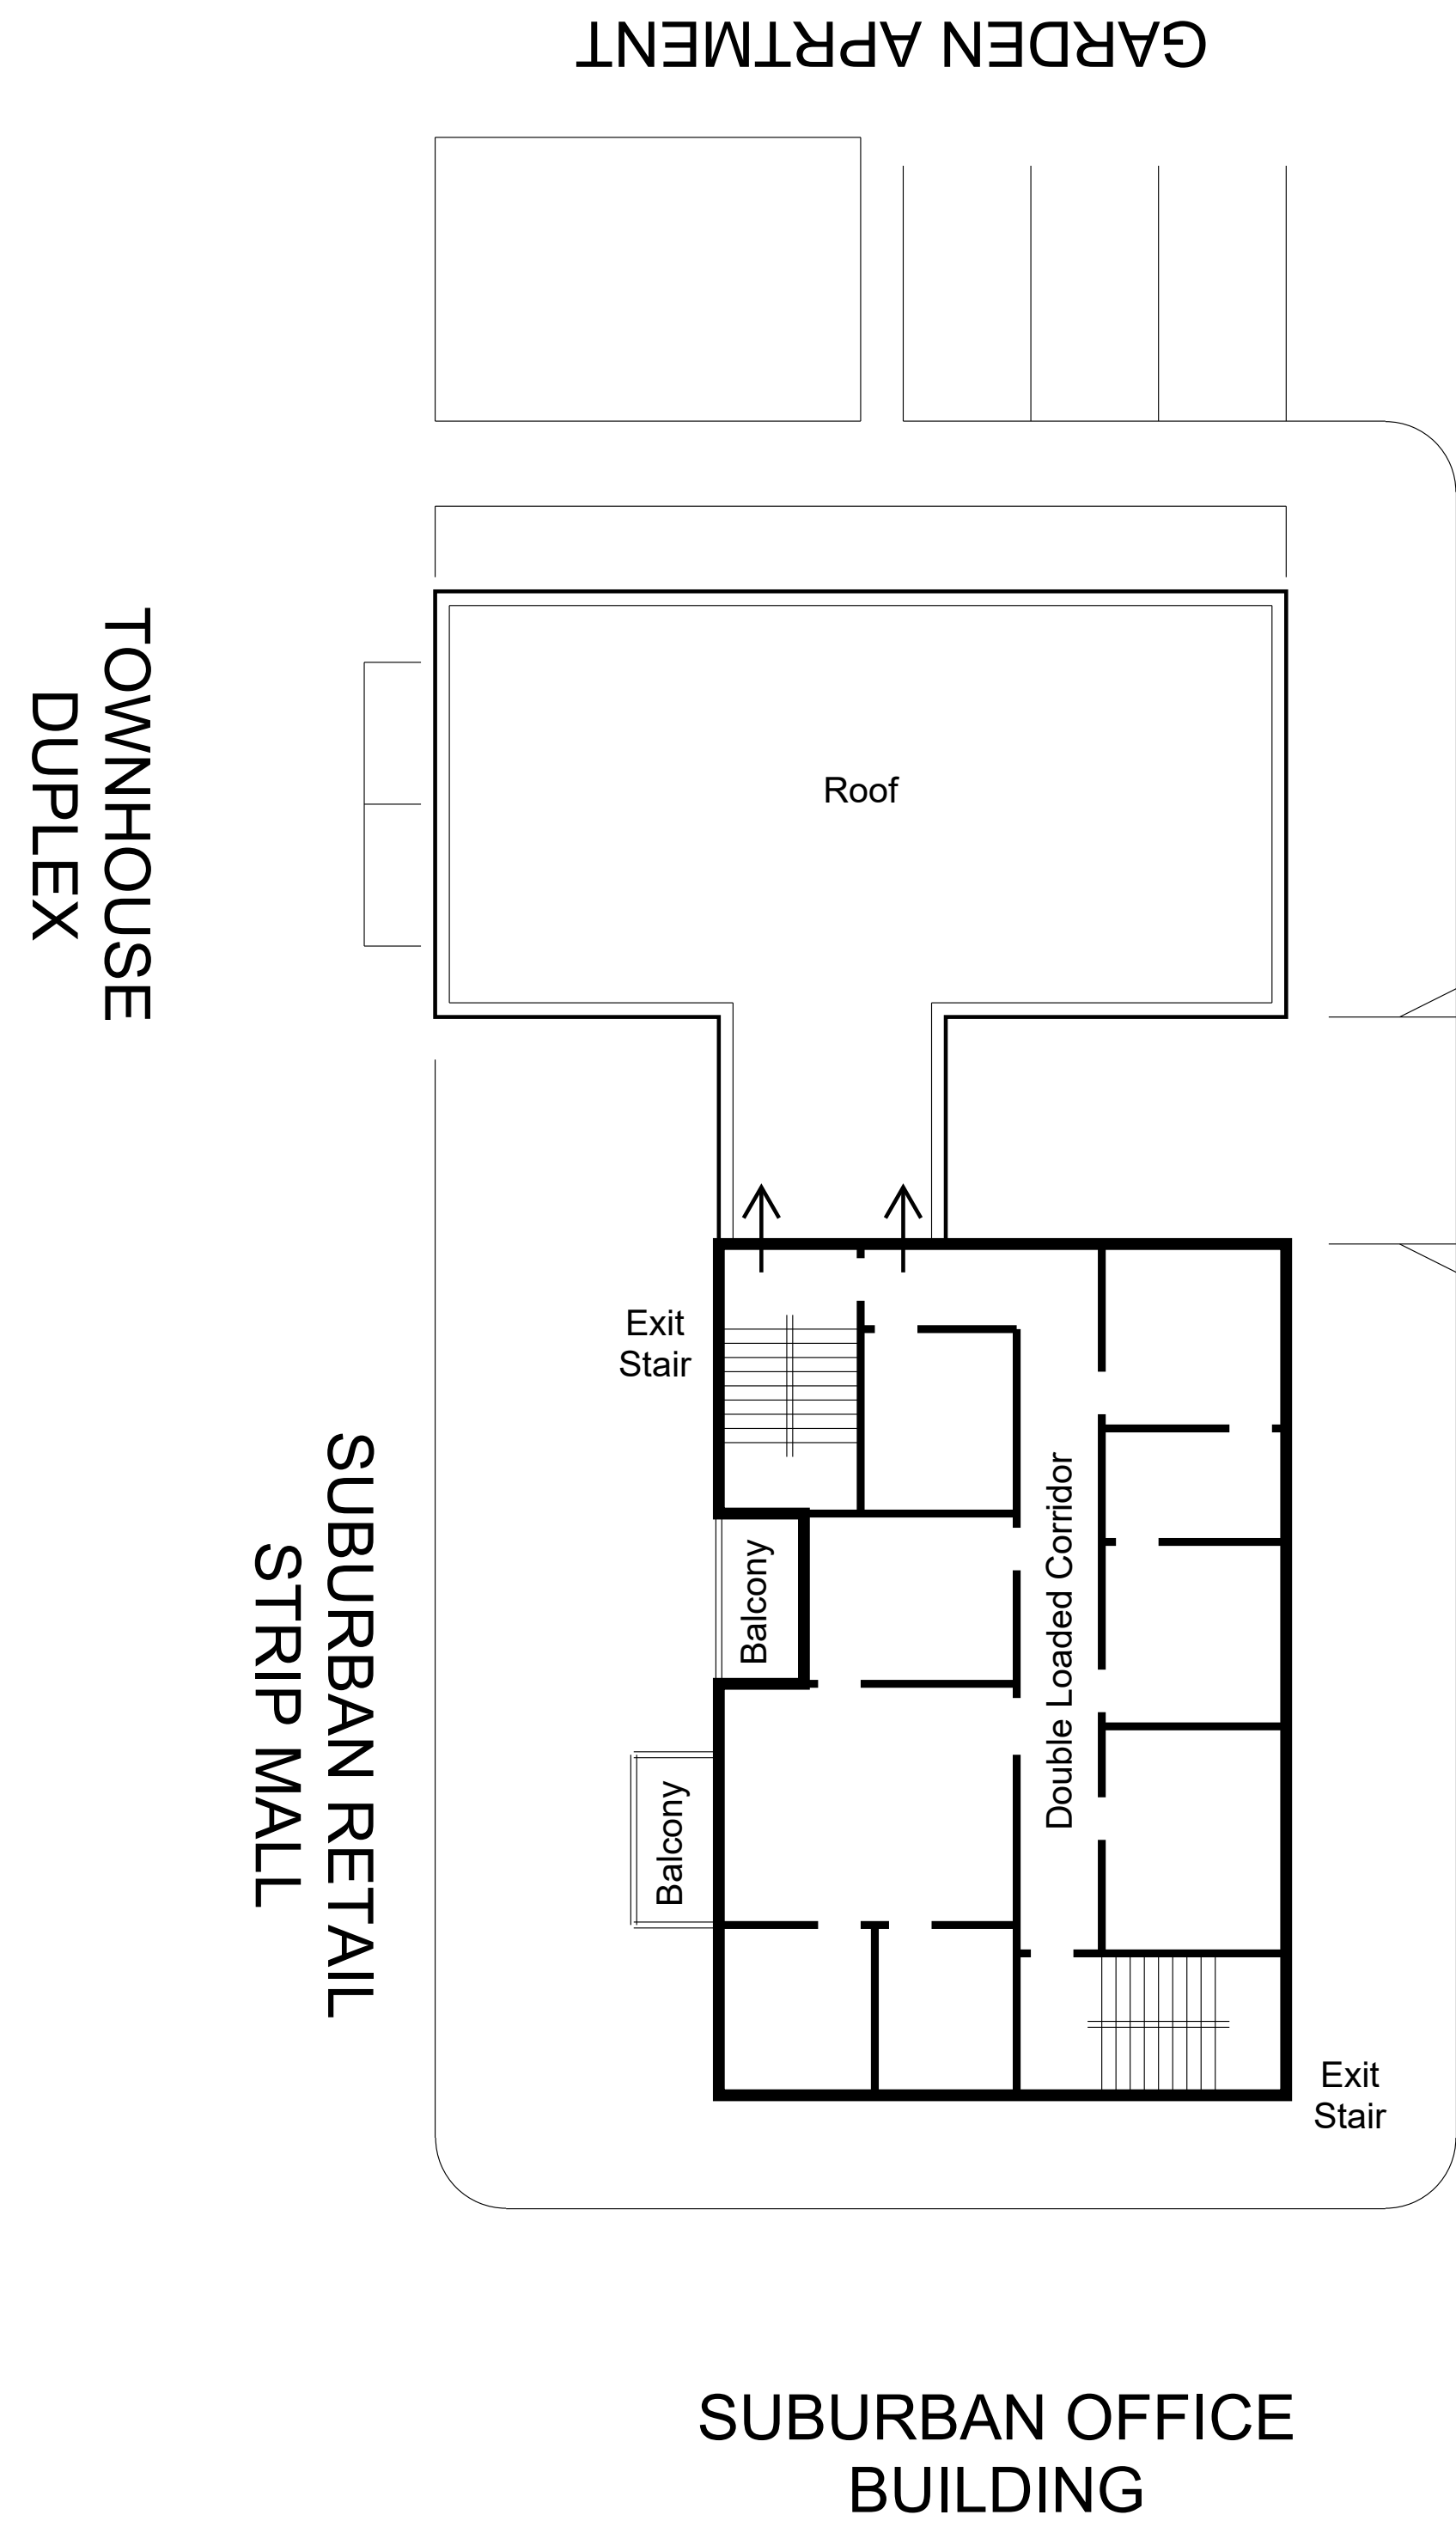 GARDEN APARTMENT
TOWNHOUSE
DUPLEX
Roof
Exit
Stair
SUBURBAN RETAIL
STRIP MALL
Balcony
Double Loaded Corridor
Balcony
Exit
Stair
SUBURBAN OFFICE
BUILDING